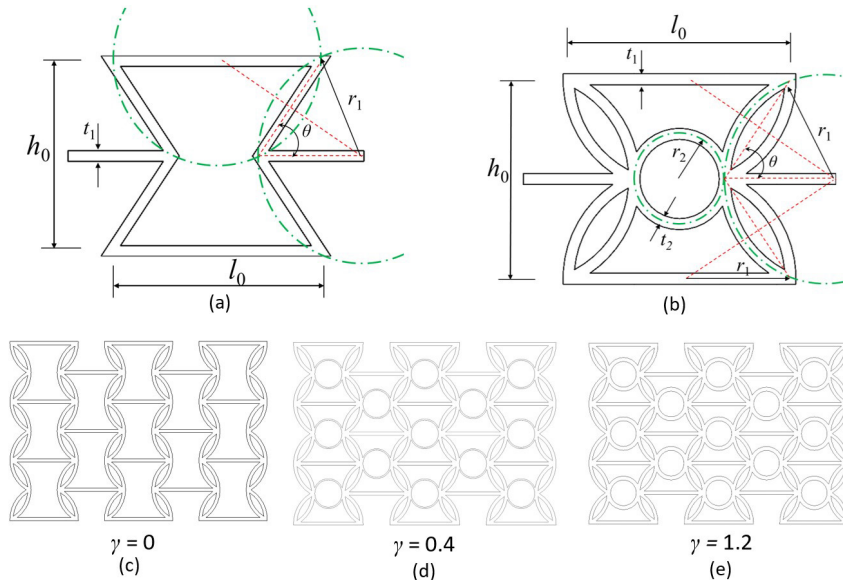 r₁
t₁
θ
h₀
l₀
(a)
l₀
t₁
r₁
r₂
θ
h₀
t₂
r₁
(b)
γ = 0
(c)
γ = 0.4
(d)
γ = 1.2
(e)